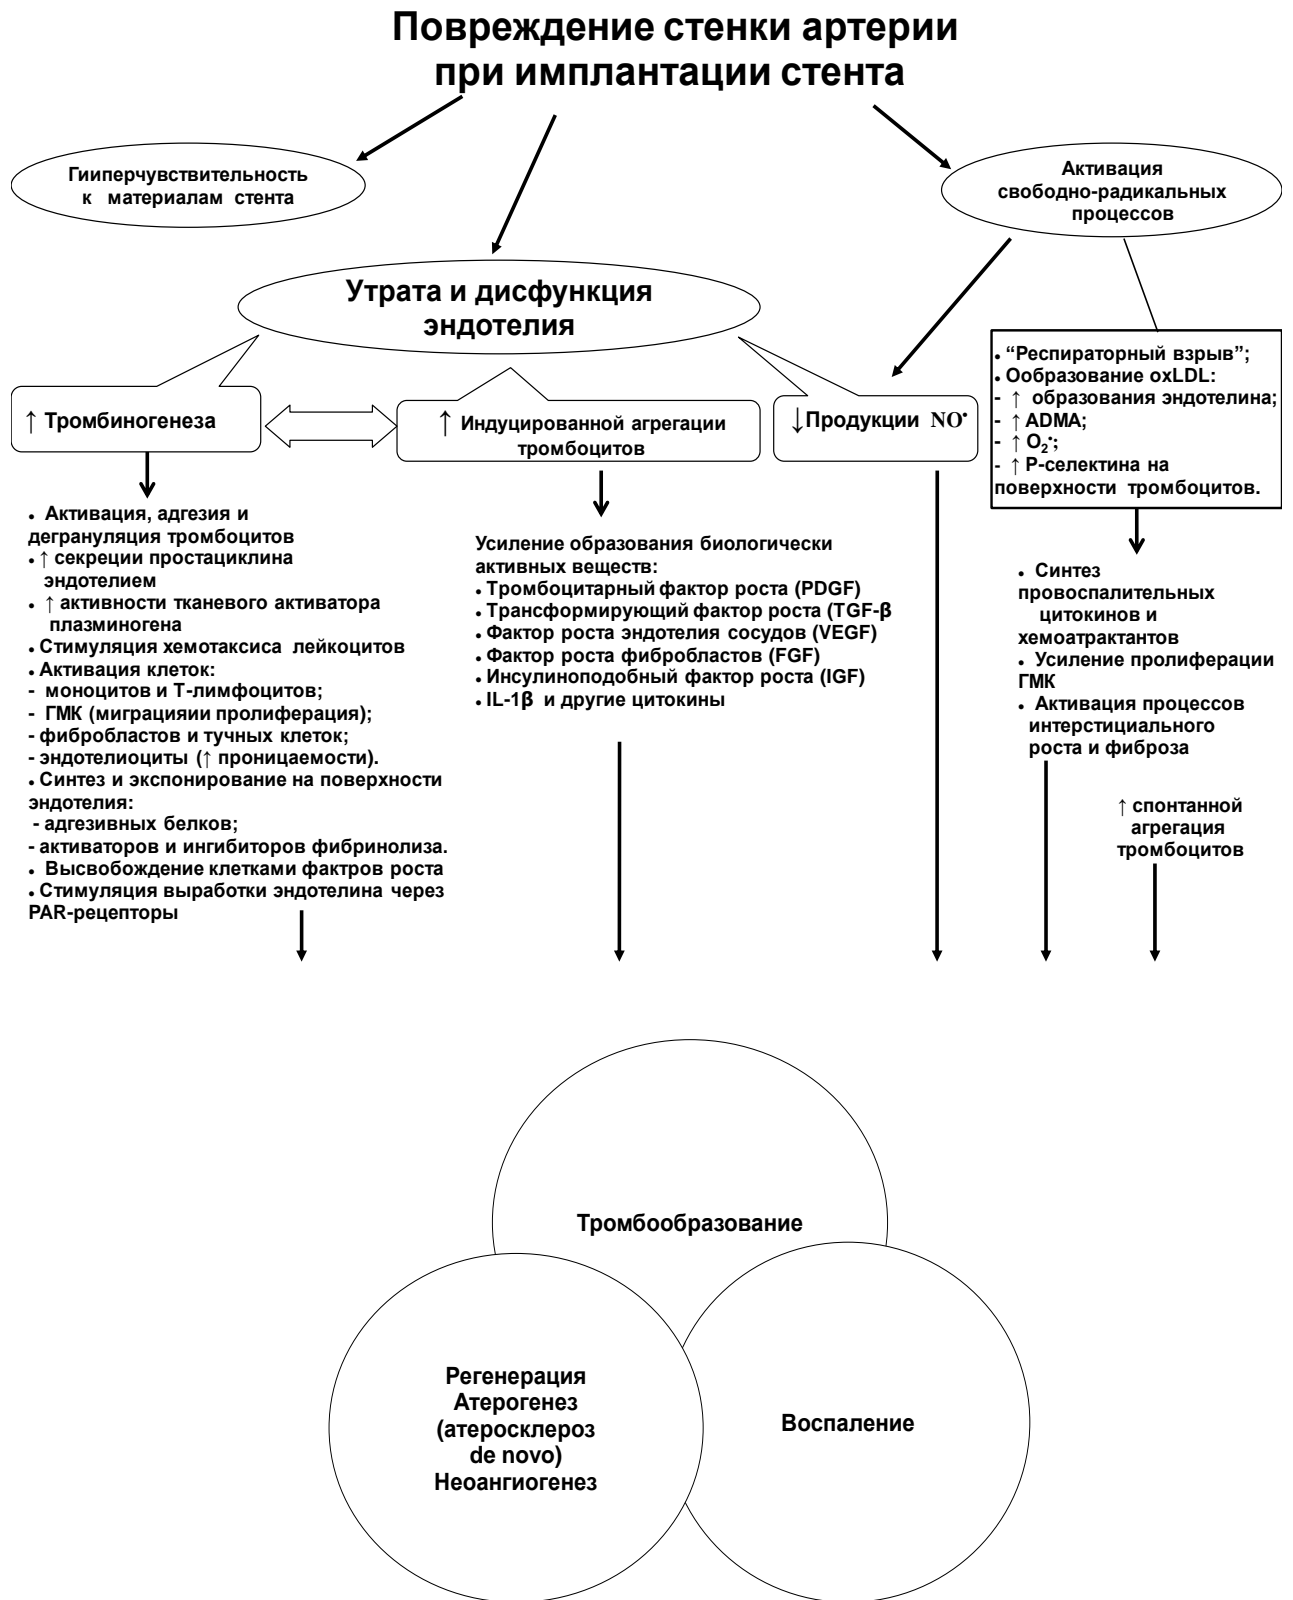 Повреждение стенки артерии
при имплантации стента
Гииперчувствительность
к материалам стента
Активация
свободно-радикальных
процессов
Утрата и дисфункция
эндотелия
↑ Тромбиногенеза
↑ Индуцированной агрегации
тромбоцитов
↓Продукции NO•
• “Респираторный взрыв”;
• Ообразование oxLDL:
- ↑ образования эндотелина;
- ↑ ADMA;
- ↑ O₂•;
- ↑ Р-селектина на
поверхности тромбоцитов.
• Активация, адгезия и
дегрануляция тромбоцитов
• ↑ секреции простациклина
эндотелием
• ↑ активности тканевого активатора
плазминогена
• Стимуляция хемотаксиса лейкоцитов
• Активация клеток:
- моноцитов и Т-лимфоцитов;
- ГМК (миграцияии пролиферация);
- фибробластов и тучных клеток;
- эндотелиоциты (↑ проницаемости).
• Синтез и экспонирование на поверхности
эндотелия:
- адгезивных белков;
- активаторов и ингибиторов фибринолиза.
• Высвобождение клетками фактров роста
• Стимуляция выработки эндотелина через
PAR-рецепторы
Усиление образования биологически
активных веществ:
• Тромбоцитарный фактор роста (PDGF)
• Трансформирующий фактор роста (TGF-β
• Фактор роста эндотелия сосудов (VEGF)
• Фактор роста фибробластов (FGF)
• Инсулиноподобный фактор роста (IGF)
• IL-1β и другие цитокины
• Синтез
провоспалительных
цитокинов и
хемоатрактантов
• Усиление пролиферации
ГМК
• Активация процессов
интерстициального
роста и фиброза
↑ спонтанной
агрегация
тромбоцитов
Тромбообразование
Регенерация
Атерогенез
(атеросклероз
de novo)
Неоангиогенез
Воспаление